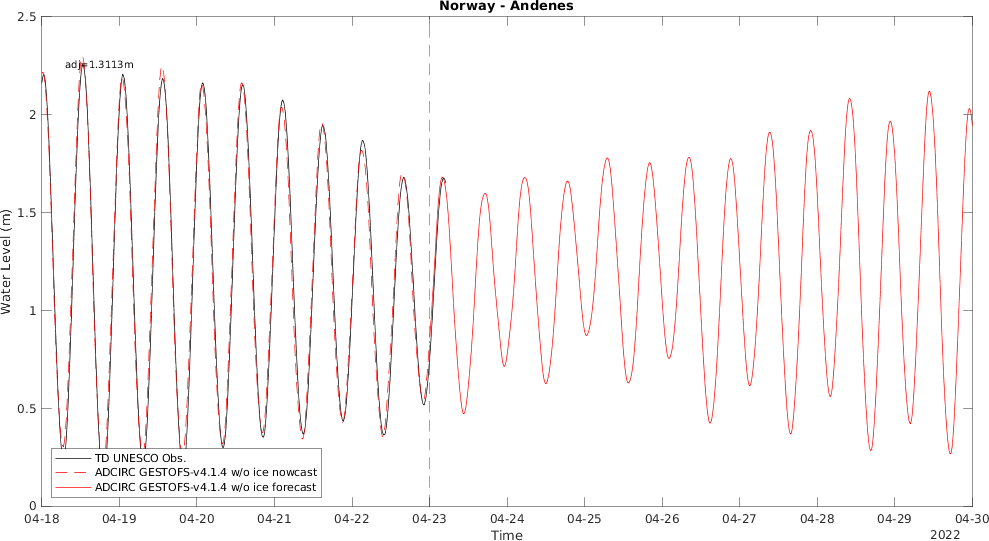 Norway - Andenes
2.5
adj=1.3113m
2
1.5
Water Level (m)
1
0.5
TD UNESCO Obs.
ADCIRC GESTOFS-v4.1.4 w/o ice nowcast
ADCIRC GESTOFS-v4.1.4 w/o ice forecast
0
04-18 04-19 04-20 04-21 04-22 04-23 04-24 04-25 04-26 04-27 04-28 04-29 04-30
Time
2022